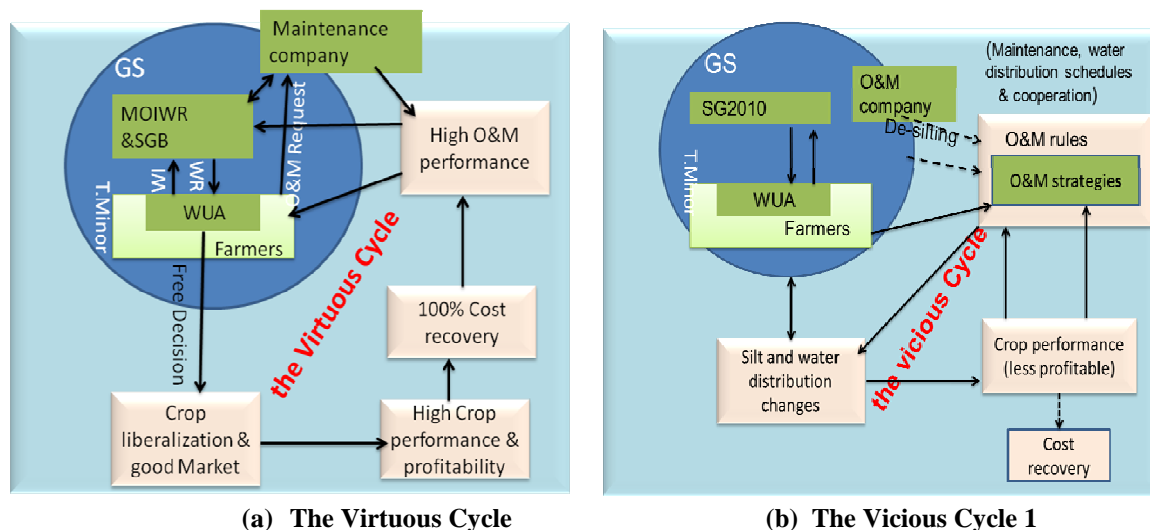 Maintenance
company
GS
MOIWR
&SGB
IW
WR
O&M Request
High O&M
performance
T.Minor
WUA
Farmers
Free Decision
the Virtuous Cycle
100% Cost
recovery
Crop
liberalization &
good Market
High Crop
performance &
profitability
(a) The Virtuous Cycle
GS
(Maintenance, water
distribution schedules
& cooperation)
O&M
company
De-silting
SG2010
O&M rules
O&M strategies
T.Minor
WUA
Farmers
the vicious Cycle
Silt and water
distribution
changes
Crop performance
(less profitable)
Cost
recovery
(b) The Vicious Cycle 1